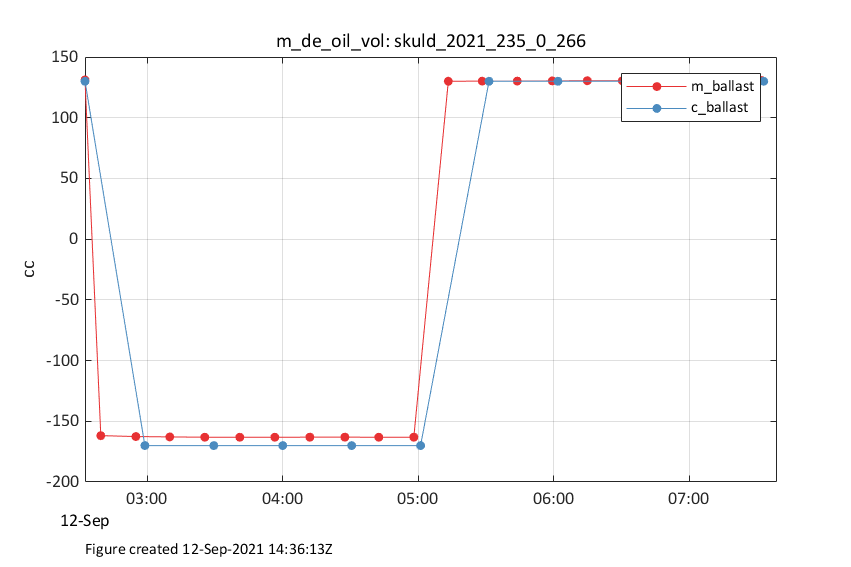 m_de_oil_vol: skuld_2021_235_0_266
150
100
50
0
-50
-100
-150
-200
cc
m_ballast
c_ballast
03:00
04:00
05:00
06:00
07:00
12-Sep
Figure created 12-Sep-2021 14:36:13Z